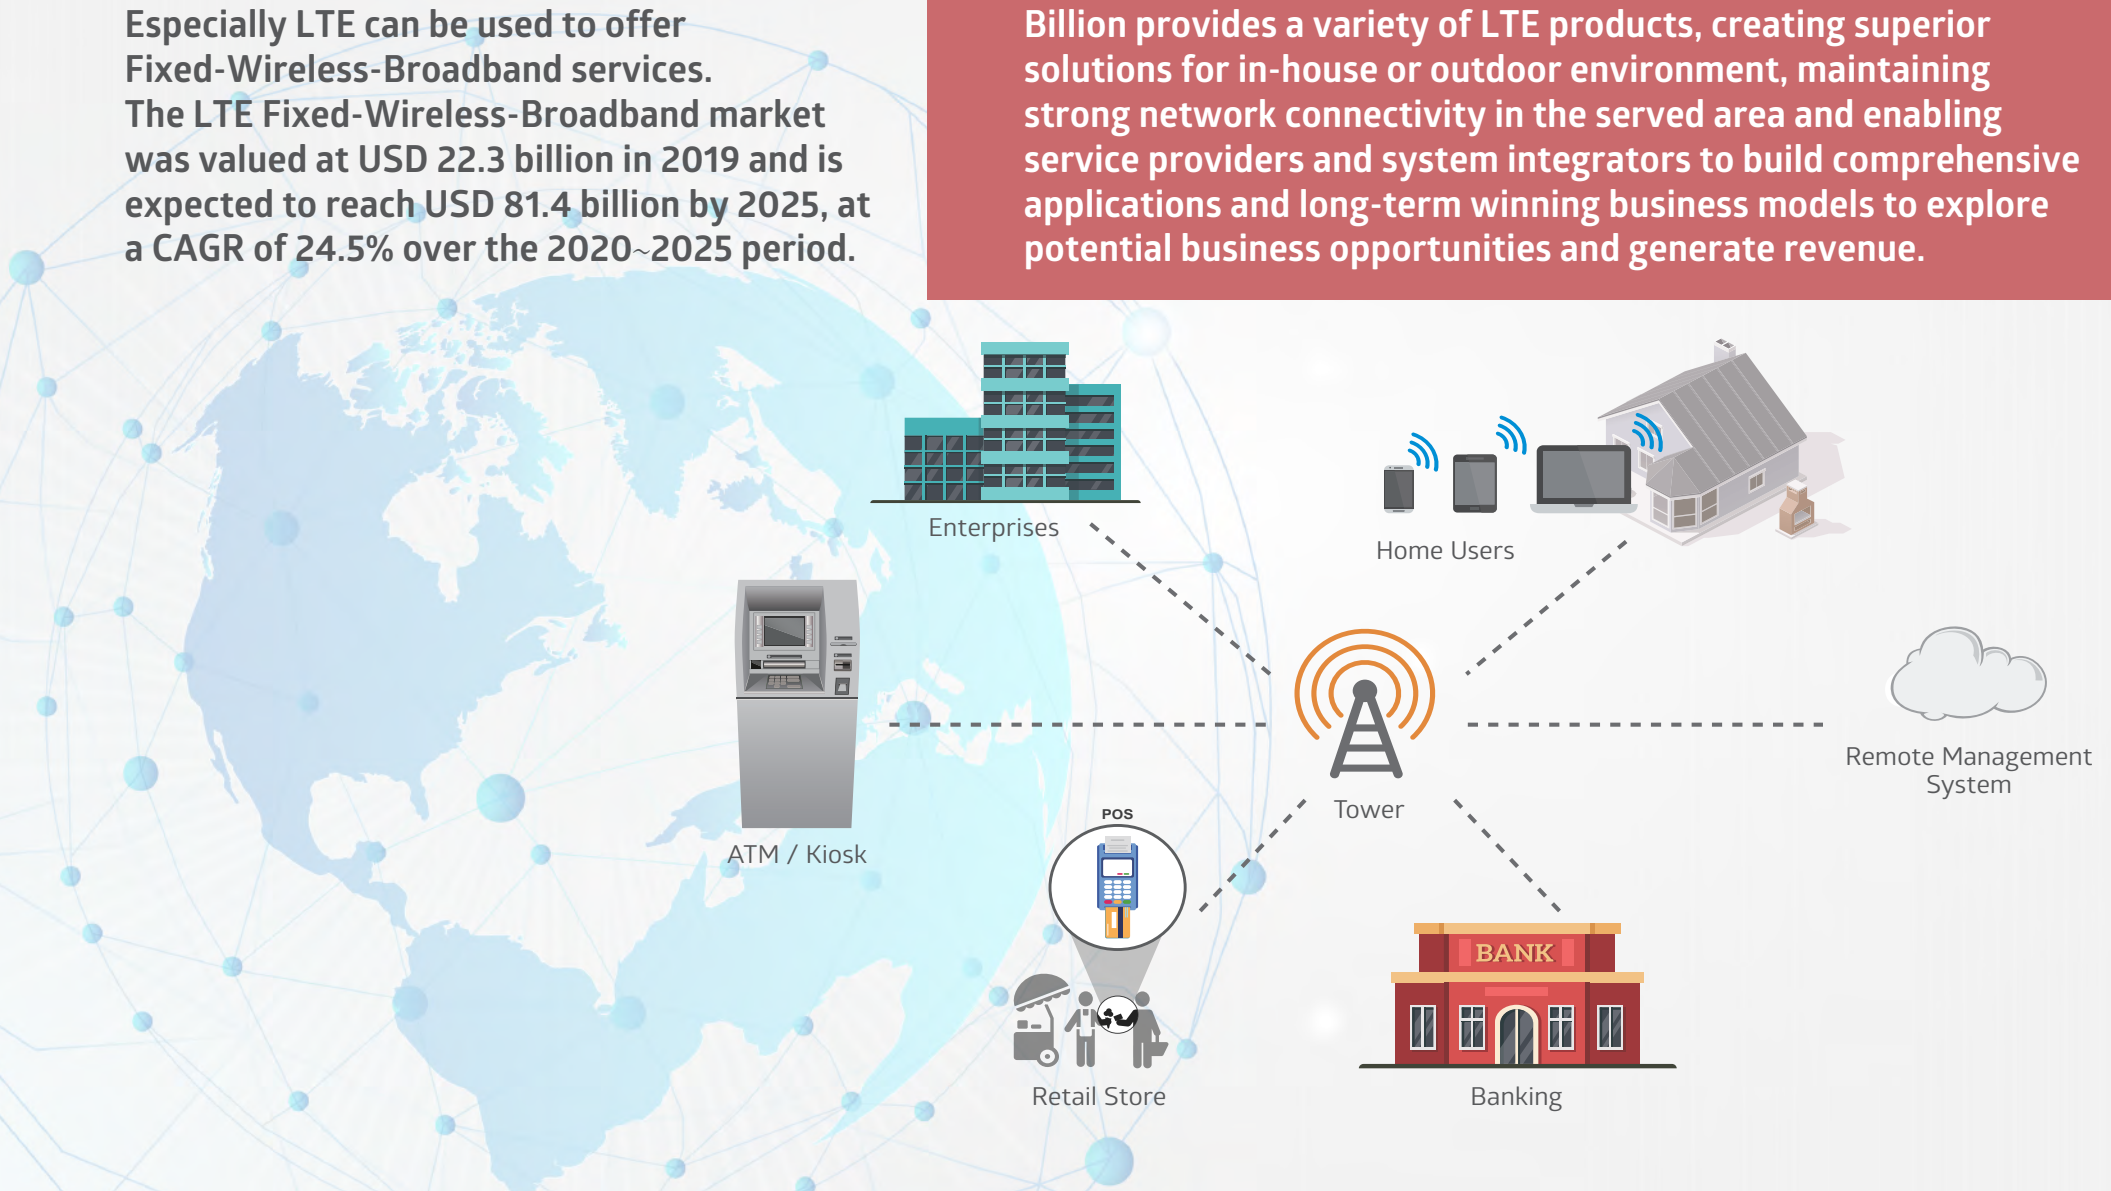 Especially LTE can be used to offer
Fixed-Wireless-Broadband services.
The LTE Fixed-Wireless-Broadband market
was valued at USD 22.3 billion in 2019 and is
expected to reach USD 81.4 billion by 2025, at
a CAGR of 24.5% over the 2020~2025 period.
Billion provides a variety of LTE products, creating superior
solutions for in-house or outdoor environment, maintaining
strong network connectivity in the served area and enabling
service providers and system integrators to build comprehensive
applications and long-term winning business models to explore
potential business opportunities and generate revenue.
Enterprises
Home Users
Remote Management
System
Tower
POS
ATM / Kiosk
BANK
Retail Store
Banking